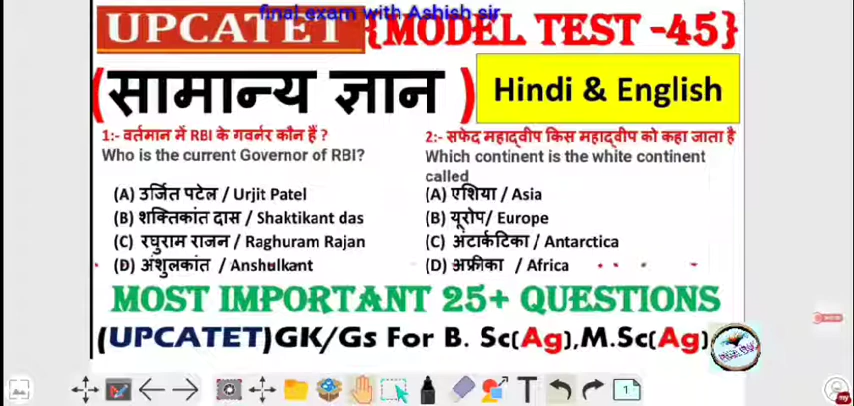 final exam with Ashish sir
UPCATET {MODEL TEST -45}
(सामान्य ज्ञान ) Hindi & English
1:- वर्तमान में RBI के गवर्नर कौन हैं ?
Who is the current Governor of RBI?
(A) उर्जित पटेल / Urjit Patel
(B) शक्तिकांत दास / Shaktikant das
(C) रघुराम राजन / Raghuram Rajan
(D) अंशुलकांत / Anshulkant
2:- सफेद महाद्वीप किस महाद्वीप को कहा जाता है
Which continent is the white continent
called
(A) एशिया / Asia
(B) यूरोप/ Europe
(C) अंटार्कटिका / Antarctica
(D) अफ्रीका / Africa
MOST IMPORTANT 25+ QUESTIONS
(UPCATET)GK/Gs For B. Sc(Ag),M.Sc(Ag)
1